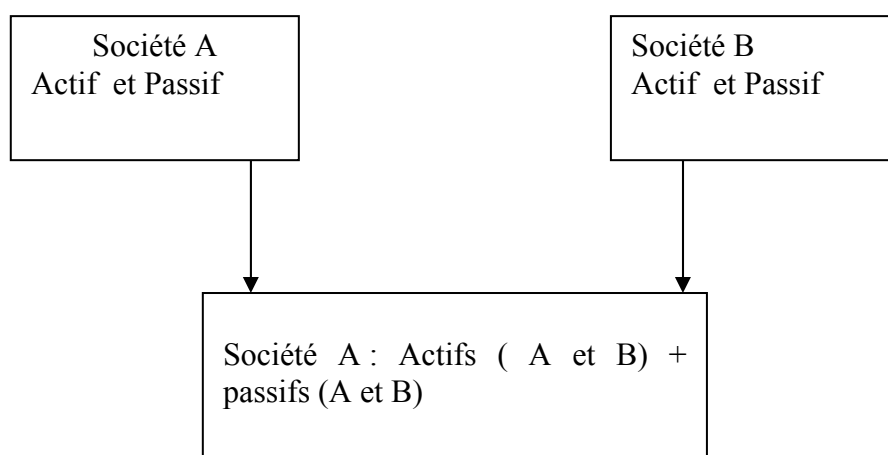 Société A
Actif et Passif
Société B
Actif et Passif
Société A : Actifs ( A et B) +
passifs (A et B)